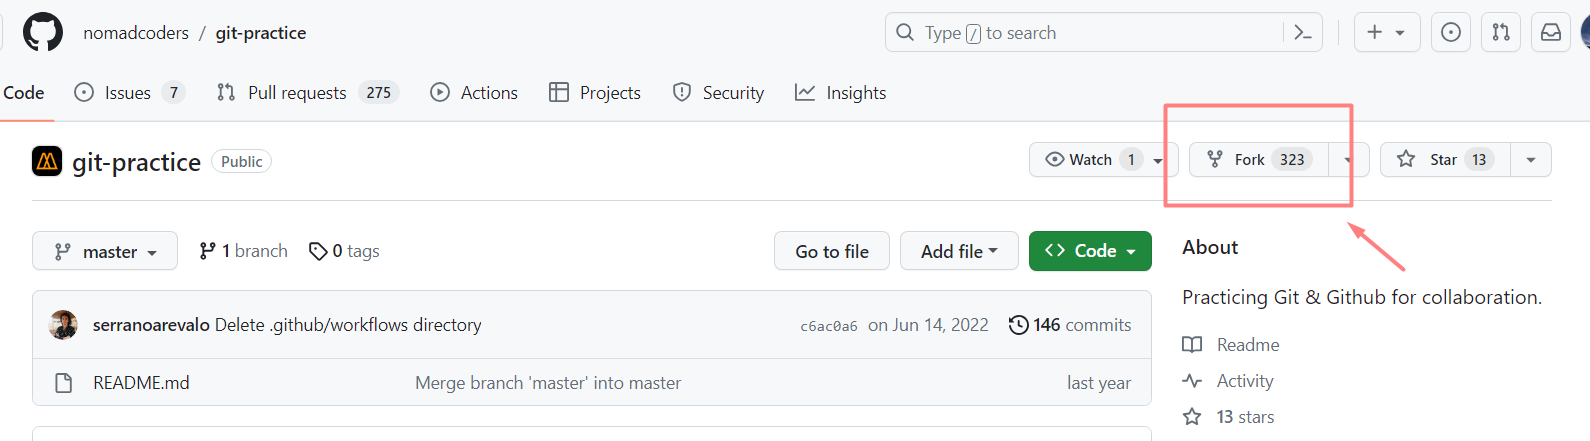 nomadcoders / git-practice
Type / to search
Code Issues 7 Pull requests 275 Actions Projects Security Insights
git-practice Public
Watch 1 Fork 323 Star 13
master 1 branch 0 tags Go to file Add file Code
About
Practicing Git & Github for collaboration.
serranoarevalo Delete .github/workflows directory c6ac0a6 on Jun 14, 2022 146 commits
Readme
README.md Merge branch 'master' into master last year
Activity
13 stars